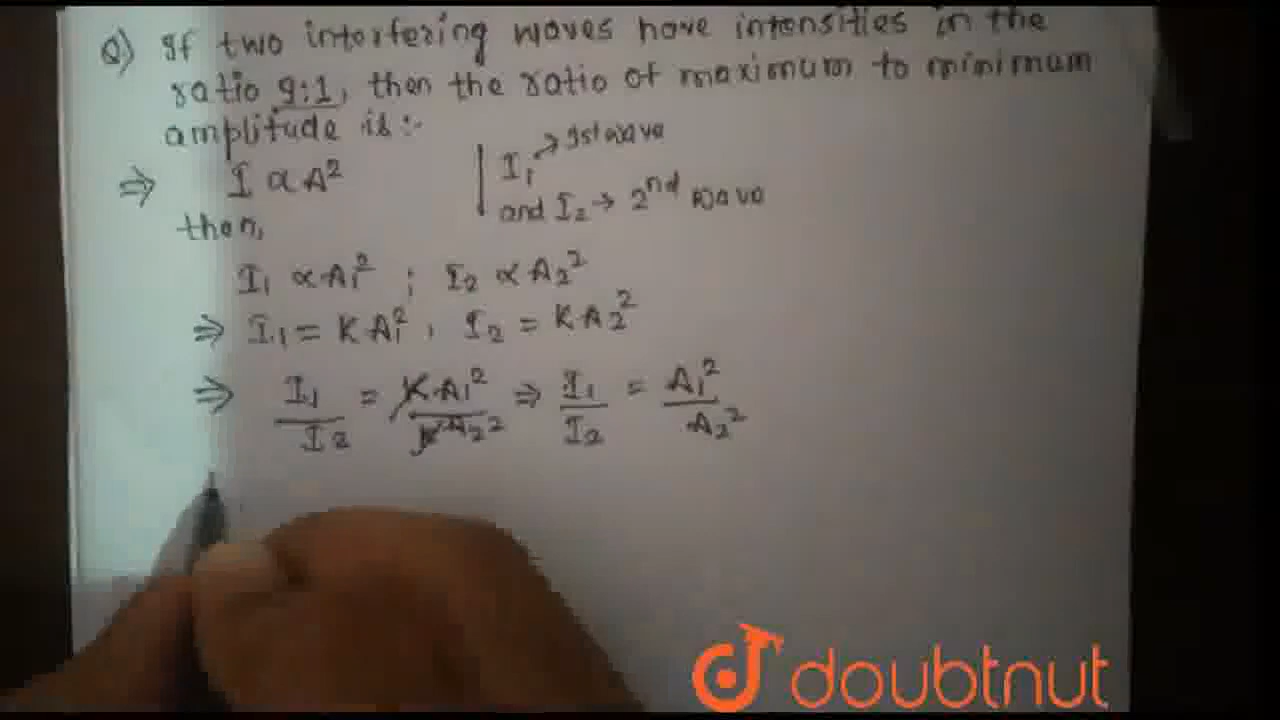 Q) If two interfering waves have intensities in the
ratio 9:1, then the ratio of maximum to minimum
amplitude is :-
⇒ I ∝ A²
I₁ → 1st wave
and I₂ → 2nd wave
then,
I₁ ∝ A₁² ; I₂ ∝ A₂²
⇒ I₁ = KA₁², I₂ = KA₂²
⇒ I₁/I₂ = K·A₁²/K·A₂² ⇒ I₁/I₂ = A₁²/A₂²
doubtnut